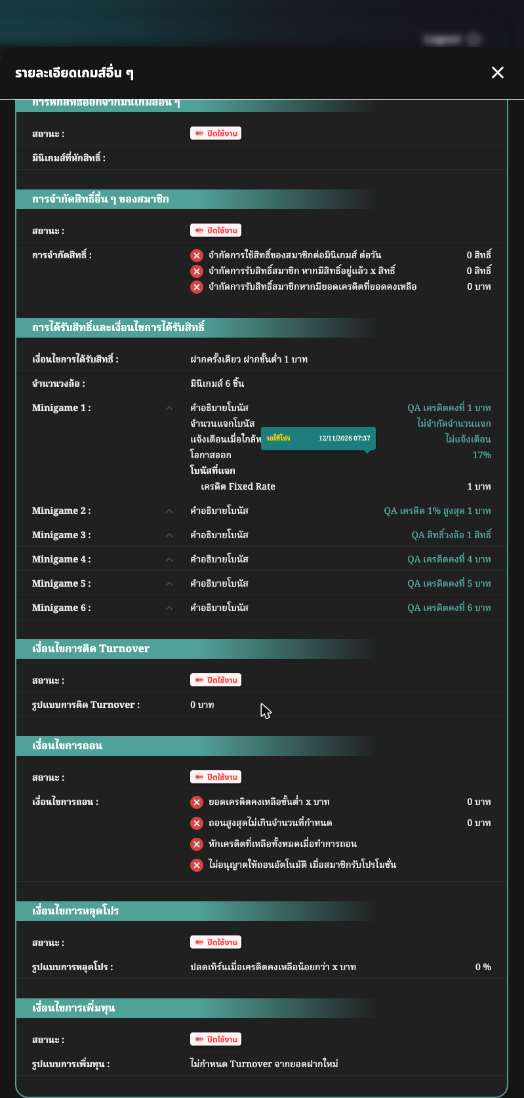 Logout
รายละเอียดเกมส์อื่น ๆ
การหักสิทธิ์ออกจากมินิเกมส์อื่น ๆ
สถานะ : ปิดใช้งาน
มินิเกมส์ที่หักสิทธิ์ :
การจำกัดสิทธิ์อื่น ๆ ของสมาชิก
สถานะ : ปิดใช้งาน
การจำกัดสิทธิ์ : จำกัดการใช้สิทธิ์ของสมาชิกต่อมินิเกมส์ ต่อวัน 0 สิทธิ์
จำกัดการรับสิทธิ์สมาชิก หากมีสิทธิ์อยู่แล้ว x สิทธิ์ 0 สิทธิ์
จำกัดการรับสิทธิ์สมาชิกหากมียอดเครดิตที่ยอดคงเหลือ 0 บาท
การได้รับสิทธิ์และเงื่อนไขการได้รับสิทธิ์
เงื่อนไขการได้รับสิทธิ์ : ฝากครั้งเดียว ฝากขั้นต่ำ 1 บาท
จำนวนวงล้อ : มินิเกมส์ 6 ชิ้น
Minigame 1 : คำอธิบายโบนัส QA เครดิตคงที่ 1 บาท
จำนวนแจกโบนัส ไม่จำกัดจำนวนแจก
แจ้งเตือนเมื่อใกล้ห ไม่แจ้งเตือน
รอใช้โปร 12/11/2026 07:37
โอกาสออก 17%
โบนัสที่แจก
เครดิต Fixed Rate 1 บาท
Minigame 2 : คำอธิบายโบนัส QA เครดิต 1% สูงสุด 1 บาท
Minigame 3 : คำอธิบายโบนัส QA สิทธิ์วงล้อ 1 สิทธิ์
Minigame 4 : คำอธิบายโบนัส QA เครดิตคงที่ 4 บาท
Minigame 5 : คำอธิบายโบนัส QA เครดิตคงที่ 5 บาท
Minigame 6 : คำอธิบายโบนัส QA เครดิตคงที่ 6 บาท
เงื่อนไขการติด Turnover
สถานะ : ปิดใช้งาน
รูปแบบการติด Turnover : 0 บาท
เงื่อนไขการถอน
สถานะ : ปิดใช้งาน
เงื่อนไขการถอน : ยอดเครดิตคงเหลือขั้นต่ำ x บาท 0 บาท
ถอนสูงสุดไม่เกินจำนวนที่กำหนด 0 บาท
หักเครดิตที่เหลือทั้งหมดเมื่อทำการถอน
ไม่อนุญาตให้ถอนอัตโนมัติ เมื่อสมาชิกรับโปรโมชั่น
เงื่อนไขการหลุดโปร
สถานะ : ปิดใช้งาน
รูปแบบการหลุดโปร : ปลดเทิร์นเมื่อเครดิตคงเหลือน้อยกว่า x บาท 0 %
เงื่อนไขการเพิ่มทุน
สถานะ : ปิดใช้งาน
รูปแบบการเพิ่มทุน : ไม่กำหนด Turnover จากยอดฝากใหม่